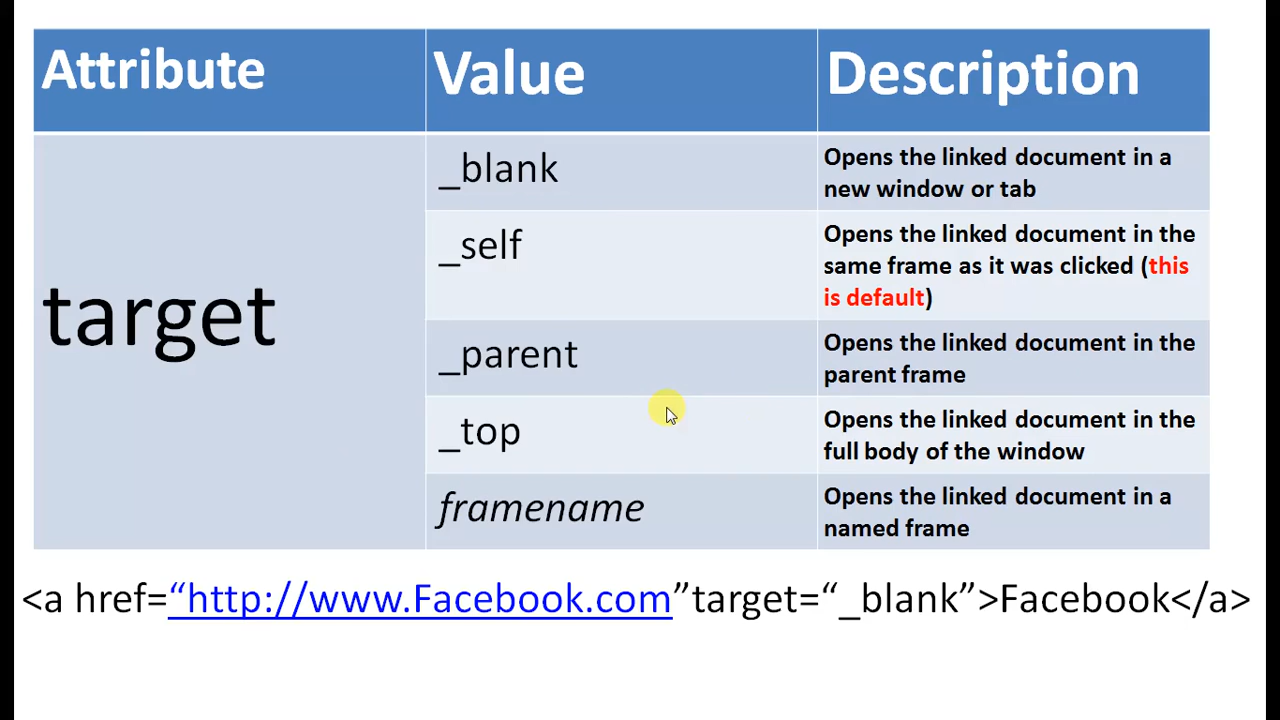 Attribute Value Description
target
_blank
Opens the linked document in a
new window or tab
_self
Opens the linked document in the
same frame as it was clicked (this
is default)
_parent
Opens the linked document in the
parent frame
_top
Opens the linked document in the
full body of the window
framename
Opens the linked document in a
named frame
<a href=“http://www.Facebook.com”target=“_blank”>Facebook</a>